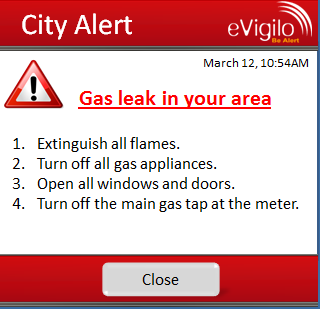 City Alert
eVigilo
Be Alert
March 12, 10:54AM
Gas leak in your area
1. Extinguish all flames.
2. Turn off all gas appliances.
3. Open all windows and doors.
4. Turn off the main gas tap at the meter.
Close